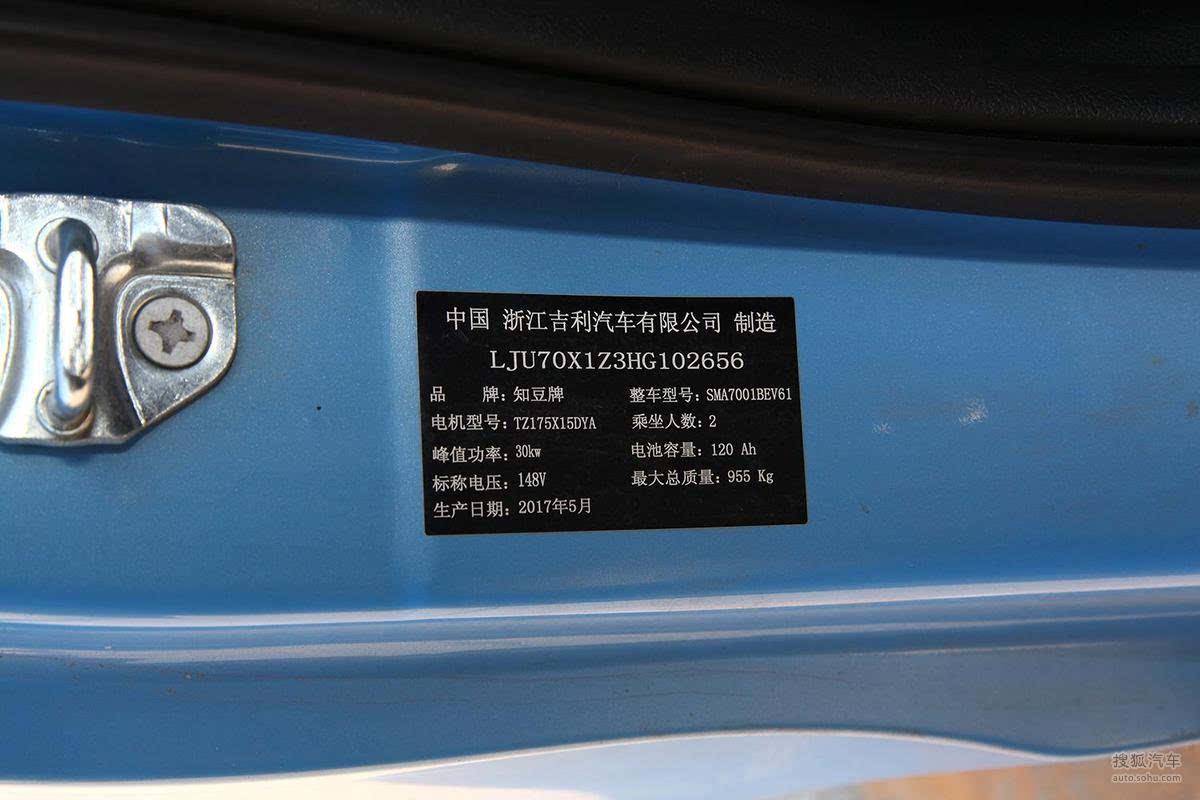 中国 浙江吉利汽车有限公司 制造
LJU70X1Z3HG102656
品 牌：知豆牌 整车型号：SMA7001BEV61
电机型号：TZ175X15DYA 乘坐人数：2
峰值功率：30kw 电池容量：120 Ah
标称电压：148V 最大总质量：955 Kg
生产日期：2017年5月
搜狐汽车
auto.sohu.com